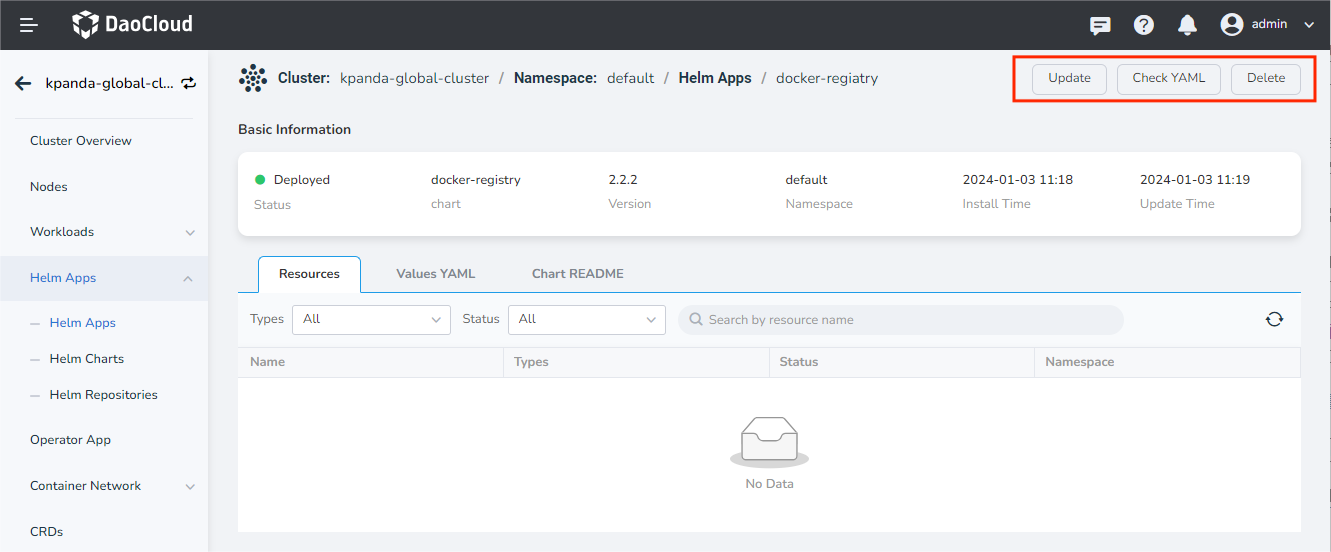 DaoCloud
admin
kpanda-global-cl...
Cluster: kpanda-global-cluster / Namespace: default / Helm Apps / docker-regiatry
Update
Check YAML
Delete
Cluster Overview
Nodes
Workloads
Helm Apps
Helm Apps
Helm Charts
Helm Repositories
Operator App
Container Network
CRDs
Basic Information
Deployed
Status
docker-registry
chart
2.2.2
Version
default
Namespace
2024-01-03 11:18
Install Time
2024-01-03 11:19
Update Time
Resources
Values YAML
Chart README
Types
All
Status
All
Search by resource name
Name
Types
Status
Namespace
No Data